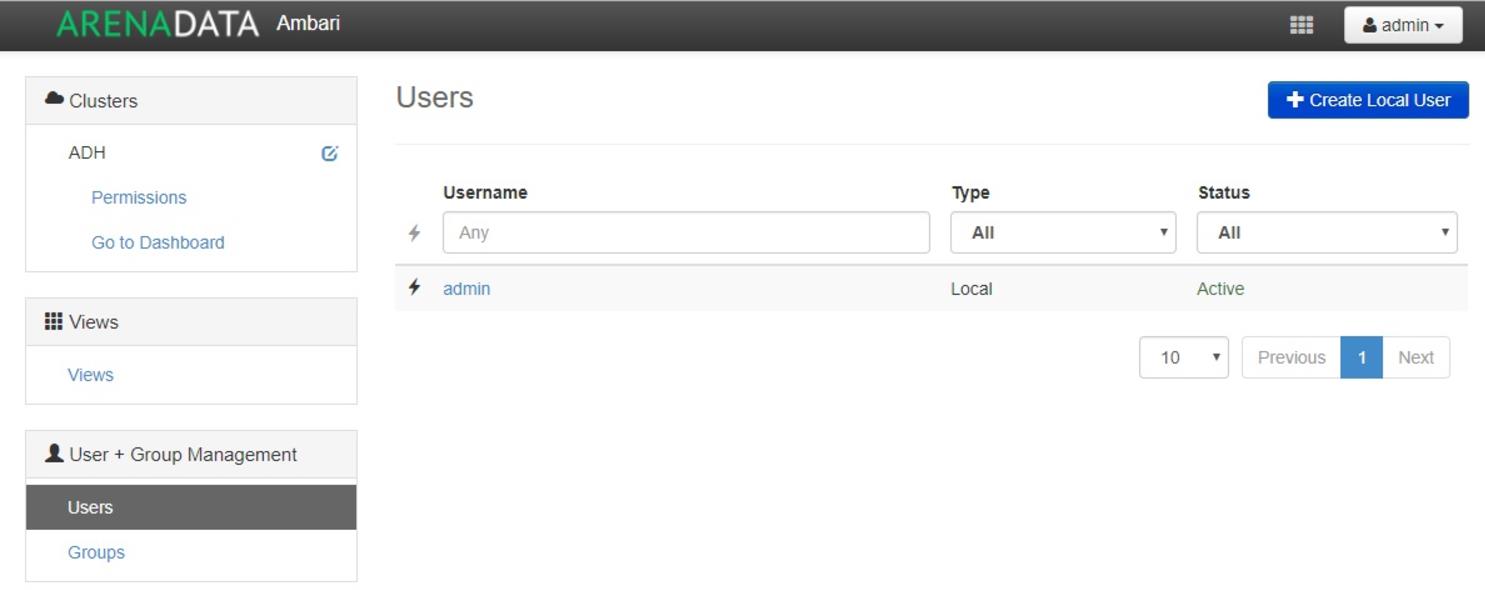 ARENADATA Ambari
admin
Clusters
ADH
Permissions
Go to Dashboard
Views
Views
User + Group Management
Users
Groups
Users
Create Local User
Username Type Status
Any All All
admin Local Active
10 Previous 1 Next